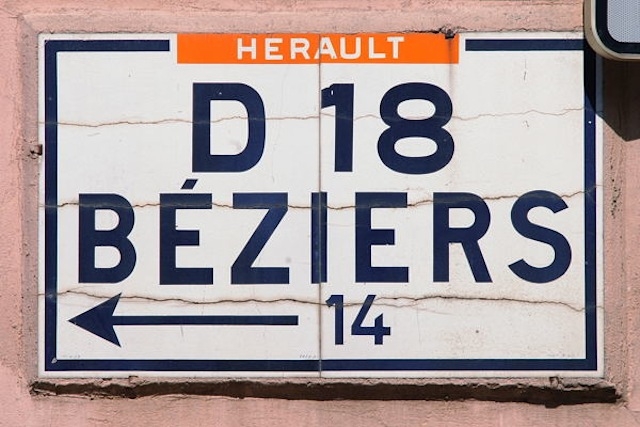 HERAULT
D 18
BÉZIERS
14